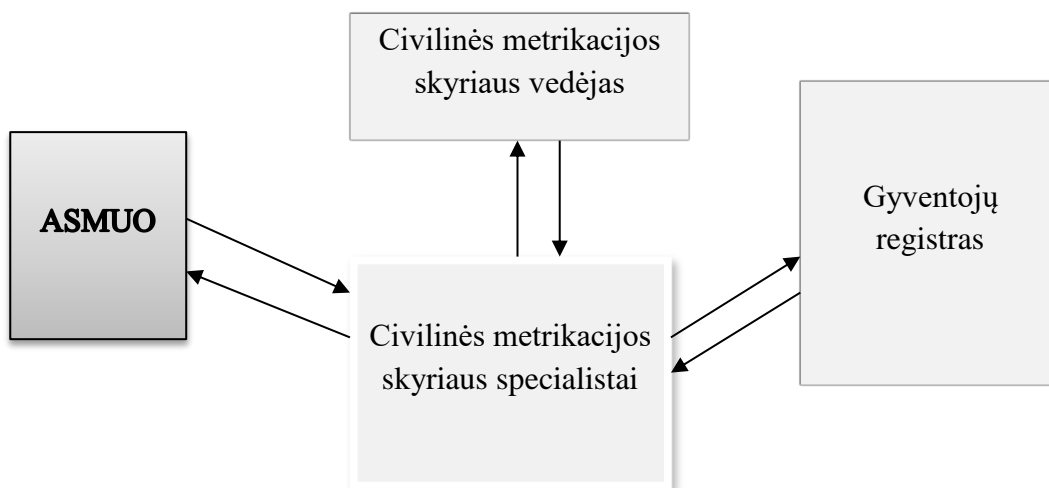 Civilinės metrikacijos
skyriaus vedėjas
ASMUO
Gyventojų
registras
Civilinės metrikacijos
skyriaus specialistai